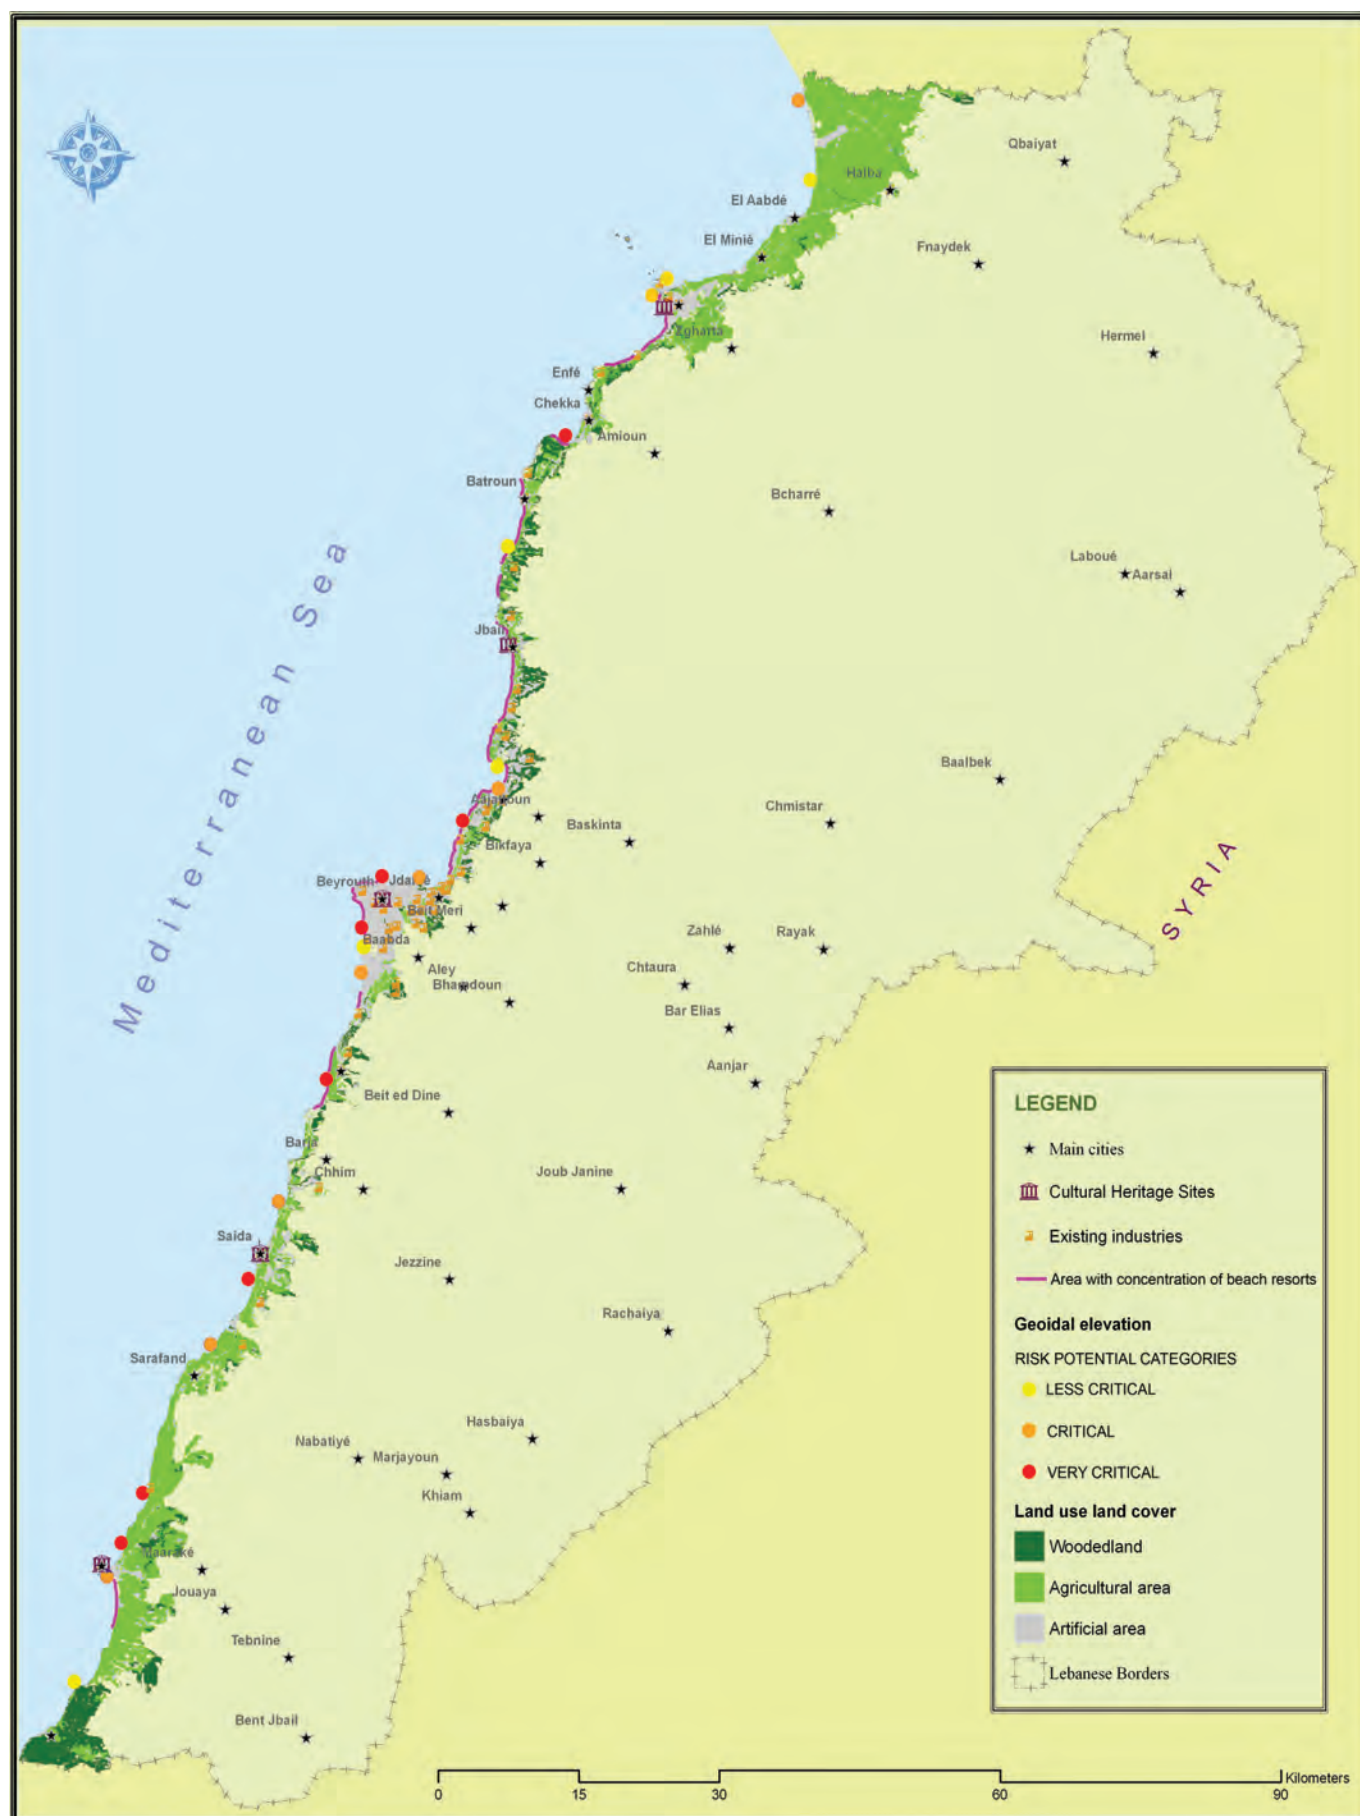 Qbaiyat
Halba
El Aabdé
El Minié
Fnaydek
Zgharta
Hermel
Enfé
Chekka
Amioun
Batroun
Bcharré
Laboué
Aarsal
Mediterranean Sea
Jbail
Baalbek
Aajaltoun
Chmistar
Baskinta
Bikfaya
Beyrouth
Jdaidé
SYRIA
Beit Meri
Baabda
Zahlé
Rayak
Aley
Chtaura
Bhamdoun
Bar Elias
Aanjar
Beit ed Dine
Barja
Chhim
Joub Janine
Saida
Jezzine
Rachaiya
Sarafand
Hasbaiya
Nabatiyé
Marjayoun
Khiam
Jouaya
Tebnine
Bent Jbail
LEGEND
Main cities
Cultural Heritage Sites
Existing industries
Area with concentration of beach resorts
Geoidal elevation
RISK POTENTIAL CATEGORIES
LESS CRITICAL
CRITICAL
VERY CRITICAL
Land use land cover
Woodedland
Agricultural area
Artificial area
Lebanese Borders
Kilometers
0 15 30 60 90